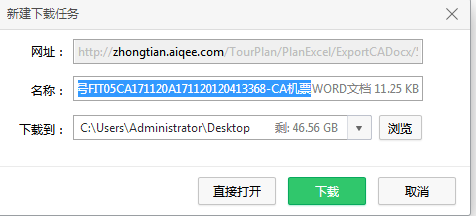 新建下载任务
网址： http://zhongtian.aiqee.com/TourPlan/PlanExcel/ExportCADocx/
名称： 号FIT05CA171120A171120120413368-CA机票WORD文档 11.25 KB
下载到： C:\Users\Administrator\Desktop 剩: 46.56 GB 浏览
直接打开 下载 取消